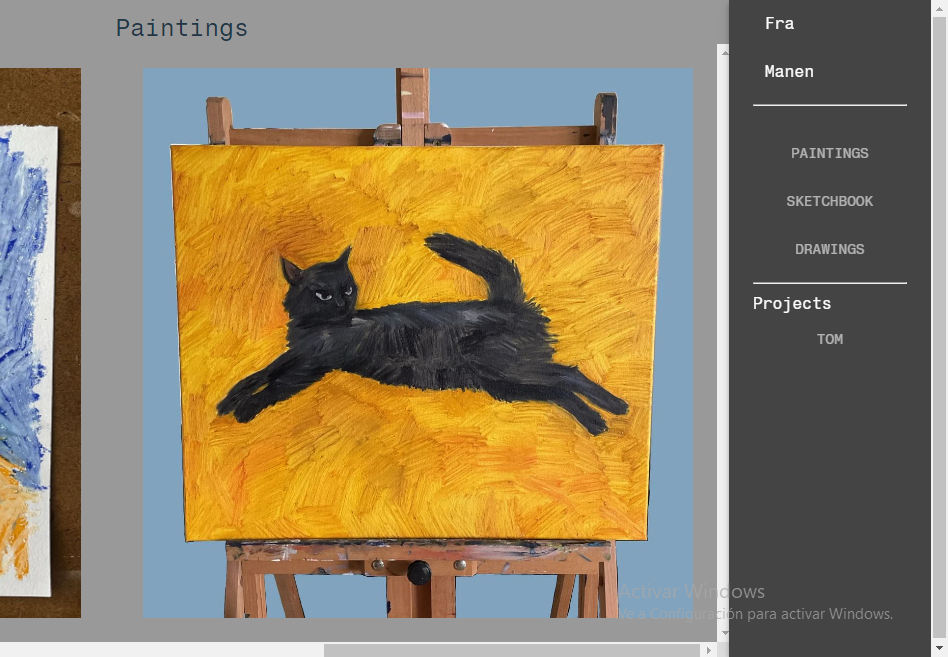 Paintings
Fra
Manen
PAINTINGS
SKETCHBOOK
DRAWINGS
Projects
TOM
Activar Windows
Ve a Configuración para activar Windows.